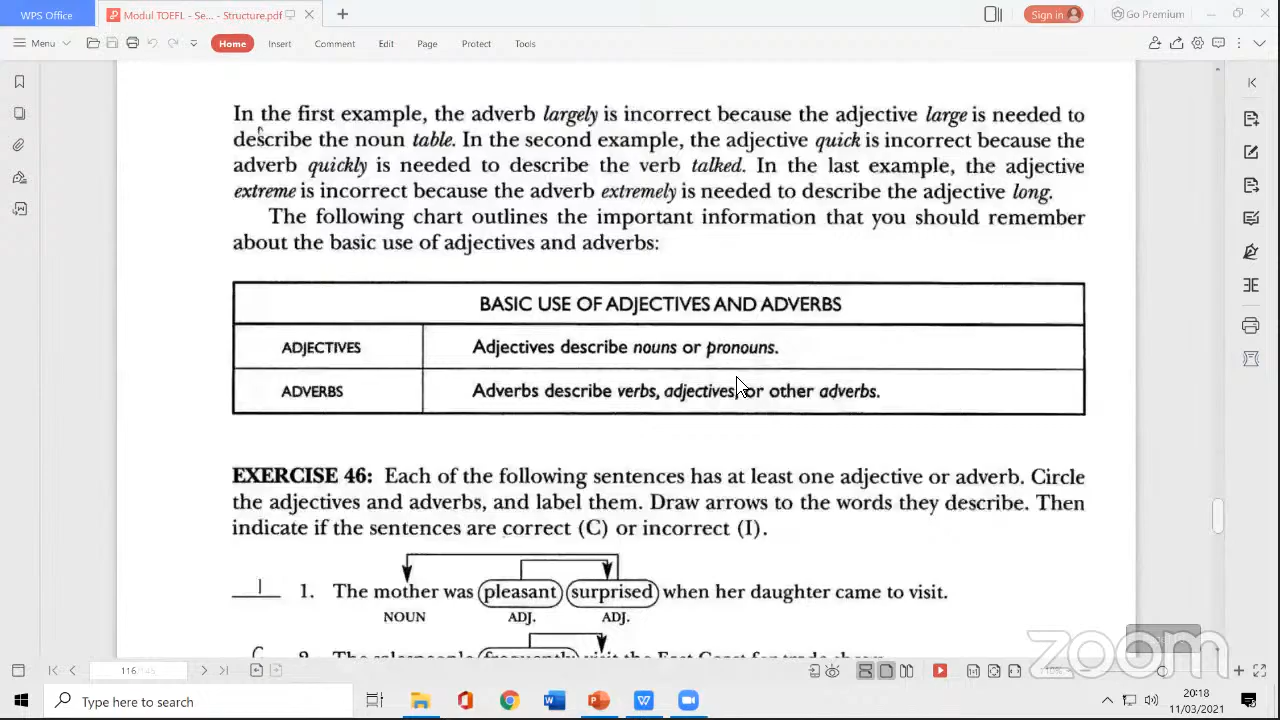 WPS Office
Modul TOEFL - Se... - Structure.pdf
Sign in
Go Premium
Menu
Home Insert Comment Edit Page Protect Tools
In the first example, the adverb largely is incorrect because the adjective large is needed to
describe the noun table. In the second example, the adjective quick is incorrect because the
adverb quickly is needed to describe the verb talked. In the last example, the adjective
extreme is incorrect because the adverb extremely is needed to describe the adjective long.
The following chart outlines the important information that you should remember
about the basic use of adjectives and adverbs:
BASIC USE OF ADJECTIVES AND ADVERBS
ADJECTIVES Adjectives describe nouns or pronouns.
ADVERBS Adverbs describe verbs, adjectives, or other adverbs.
EXERCISE 46: Each of the following sentences has at least one adjective or adverb. Circle
the adjectives and adverbs, and label them. Draw arrows to the words they describe. Then
indicate if the sentences are correct (C) or incorrect (I).
I 1. The mother was pleasant surprised when her daughter came to visit.
NOUN ADJ. ADJ.
zoom
116/145
Type here to search
20:18
11/03/2021